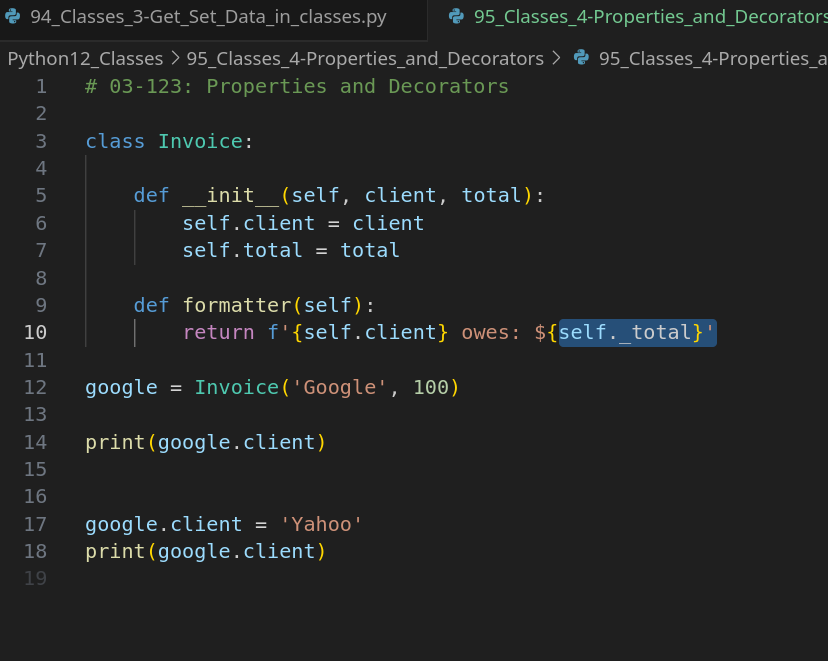 94_Classes_3-Get_Set_Data_in_classes.py
95_Classes_4-Properties_and_Decorators
Python12_Classes > 95_Classes_4-Properties_and_Decorators > 95_Classes_4-Properties_a
1 # 03-123: Properties and Decorators
2
3 class Invoice:
4
5     def __init__(self, client, total):
6         self.client = client
7         self.total = total
8
9     def formatter(self):
10         return f'{self.client} owes: ${self._total}'
11
12 google = Invoice('Google', 100)
13
14 print(google.client)
15
16
17 google.client = 'Yahoo'
18 print(google.client)
19